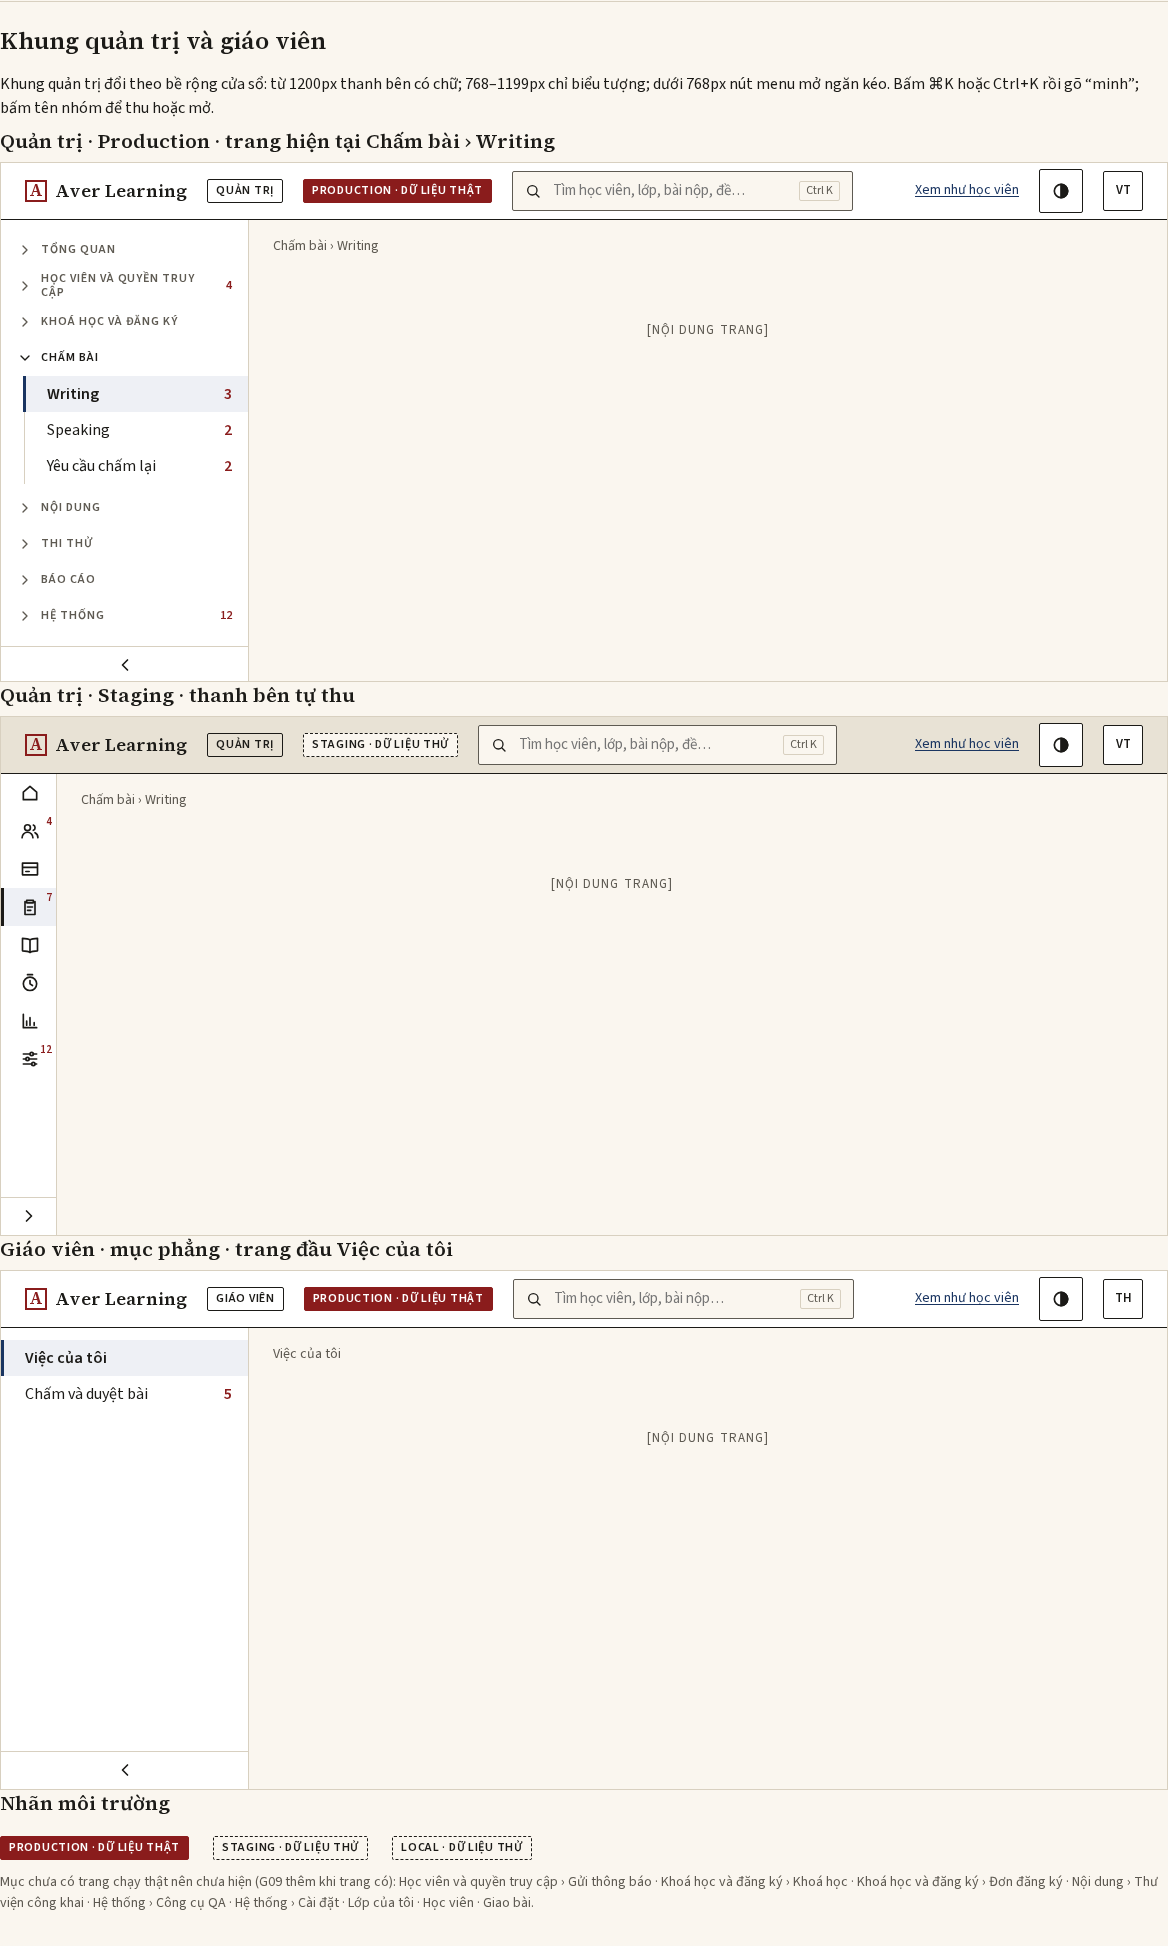 Khung quản trị và giáo viên
Khung quản trị đổi theo bề rộng cửa sổ: từ 1200px thanh bên có chữ; 768–1199px chỉ biểu tượng; dưới 768px nút menu mở ngăn kéo. Bấm ⌘K hoặc Ctrl+K rồi gõ “minh”;
bấm tên nhóm để thu hoặc mở.
Quản trị · Production · trang hiện tại Chấm bài › Writing
A Aver Learning QUẢN TRỊ PRODUCTION · DỮ LIỆU THẬT Tìm học viên, lớp, bài nộp, đề… Ctrl K Xem như học viên VT
TỔNG QUAN
HỌC VIÊN VÀ QUYỀN TRUY
CẬP 4
KHOÁ HỌC VÀ ĐĂNG KÝ
CHẤM BÀI
Writing 3
Speaking 2
Yêu cầu chấm lại 2
NỘI DUNG
THI THỬ
BÁO CÁO
HỆ THỐNG 12
Chấm bài › Writing
[NỘI DUNG TRANG]
Quản trị · Staging · thanh bên tự thu
A Aver Learning QUẢN TRỊ STAGING · DỮ LIỆU THỬ Tìm học viên, lớp, bài nộp, đề… Ctrl K Xem như học viên VT
4
7
12
Chấm bài › Writing
[NỘI DUNG TRANG]
Giáo viên · mục phẳng · trang đầu Việc của tôi
A Aver Learning GIÁO VIÊN PRODUCTION · DỮ LIỆU THẬT Tìm học viên, lớp, bài nộp… Ctrl K Xem như học viên TH
Việc của tôi
Chấm và duyệt bài 5
Việc của tôi
[NỘI DUNG TRANG]
Nhãn môi trường
PRODUCTION · DỮ LIỆU THẬT STAGING · DỮ LIỆU THỬ LOCAL · DỮ LIỆU THỬ
Mục chưa có trang chạy thật nên chưa hiện (G09 thêm khi trang có): Học viên và quyền truy cập › Gửi thông báo · Khoá học và đăng ký › Khoá học · Khoá học và đăng ký › Đơn đăng ký · Nội dung › Thư
viện công khai · Hệ thống › Công cụ QA · Hệ thống › Cài đặt · Lớp của tôi · Học viên · Giao bài.